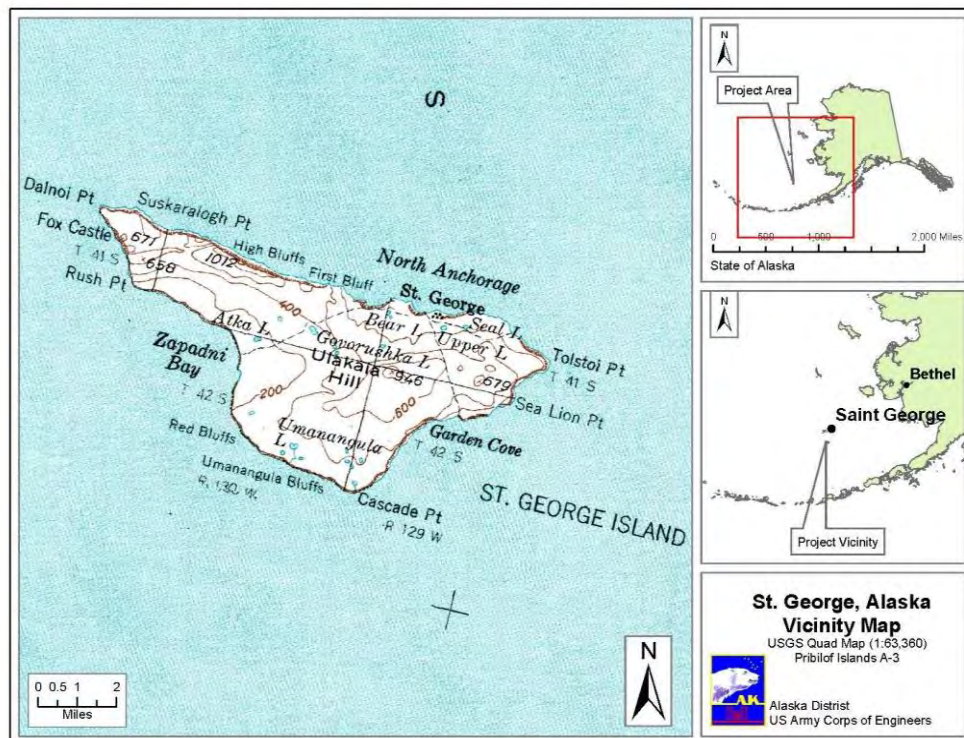 S
Dalnoi Pt
Suskaralogh Pt
Fox Castle
671
T 41 S
658
1012
High Bluffs
First Bluff
North Anchorage
Rush Pt
St. George
400
Bear L
Seal L
Atka L
Upper L
Govorushka L
Zapadni
Bay
Ulakaia
Hill
946
679
Tolstoi Pt
T 41 S
T 42 S
200
600
Sea Lion Pt
Garden Cove
T 42 S
Red Bluffs
Umanangula
L
Umanangula Bluffs
R 130 W
Cascade Pt
R 129 W
ST. GEORGE ISLAND
0 0.5 1 2
Miles
N
N
Project Area
0 500 1,000 2,000 Miles
State of Alaska
N
Bethel
Saint George
Project Vicinity
St. George, Alaska
Vicinity Map
USGS Quad Map (1:63,360)
Pribilof Islands A-3
AK
Alaska District
US Army Corps of Engineers